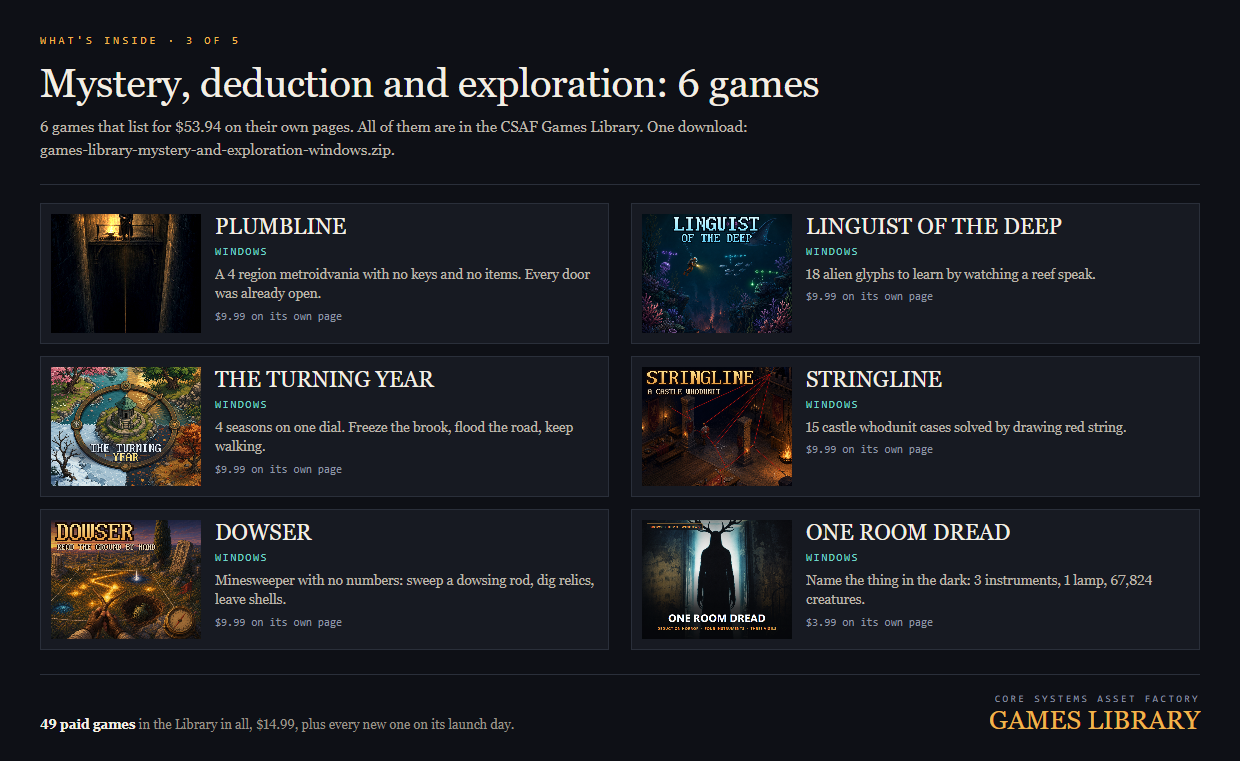 WHAT'S INSIDE · 3 OF 5
Mystery, deduction and exploration: 6 games
6 games that list for $53.94 on their own pages. All of them are in the CSAF Games Library. One download:
games-library-mystery-and-exploration-windows.zip.
PLUMBLINE
WINDOWS
A 4 region metroidvania with no keys and no items. Every door
was already open.
$9.99 on its own page
LINGUIST
OF THE DEEP
LINGUIST OF THE DEEP
WINDOWS
18 alien glyphs to learn by watching a reef speak.
$9.99 on its own page
THE TURNING
YEAR
THE TURNING YEAR
WINDOWS
4 seasons on one dial. Freeze the brook, flood the road, keep
walking.
$9.99 on its own page
STRINGLINE
A CASTLE WHODUNIT
STRINGLINE
WINDOWS
15 castle whodunit cases solved by drawing red string.
$9.99 on its own page
DOWSER
READ THE GROUND BY HAND
DOWSER
WINDOWS
Minesweeper with no numbers: sweep a dowsing rod, dig relics,
leave shells.
$9.99 on its own page
ONE ROOM DREAD
ONE ROOM DREAD
WINDOWS
Name the thing in the dark: 3 instruments, 1 lamp, 67,824
creatures.
$3.99 on its own page
49 paid games in the Library in all, $14.99, plus every new one on its launch day.
CORE SYSTEMS ASSET FACTORY
GAMES LIBRARY